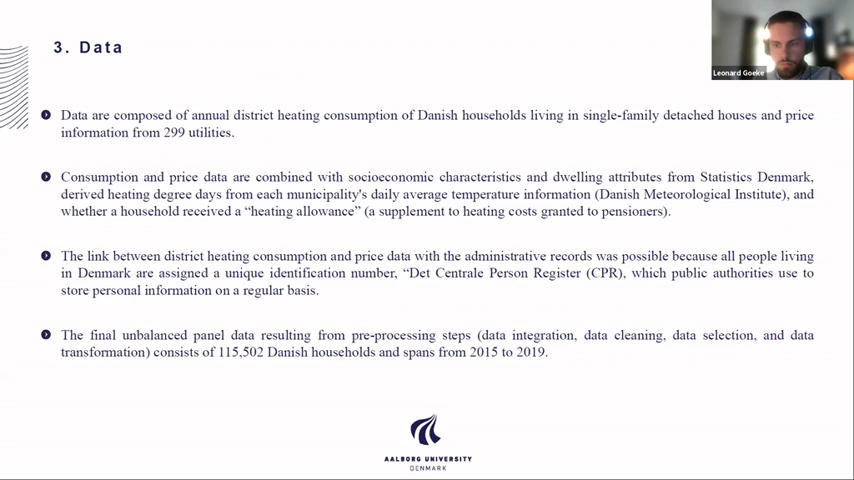 3. Data
Leonard Goeke
Data are composed of annual district heating consumption of Danish households living in single-family detached houses and price
information from 299 utilities.
Consumption and price data are combined with socioeconomic characteristics and dwelling attributes from Statistics Denmark,
derived heating degree days from each municipality's daily average temperature information (Danish Meteorological Institute), and
whether a household received a “heating allowance” (a supplement to heating costs granted to pensioners).
The link between district heating consumption and price data with the administrative records was possible because all people living
in Denmark are assigned a unique identification number, “Det Centrale Person Register (CPR), which public authorities use to
store personal information on a regular basis.
The final unbalanced panel data resulting from pre-processing steps (data integration, data cleaning, data selection, and data
transformation) consists of 115,502 Danish households and spans from 2015 to 2019.
AALBORG UNIVERSITY
DENMARK